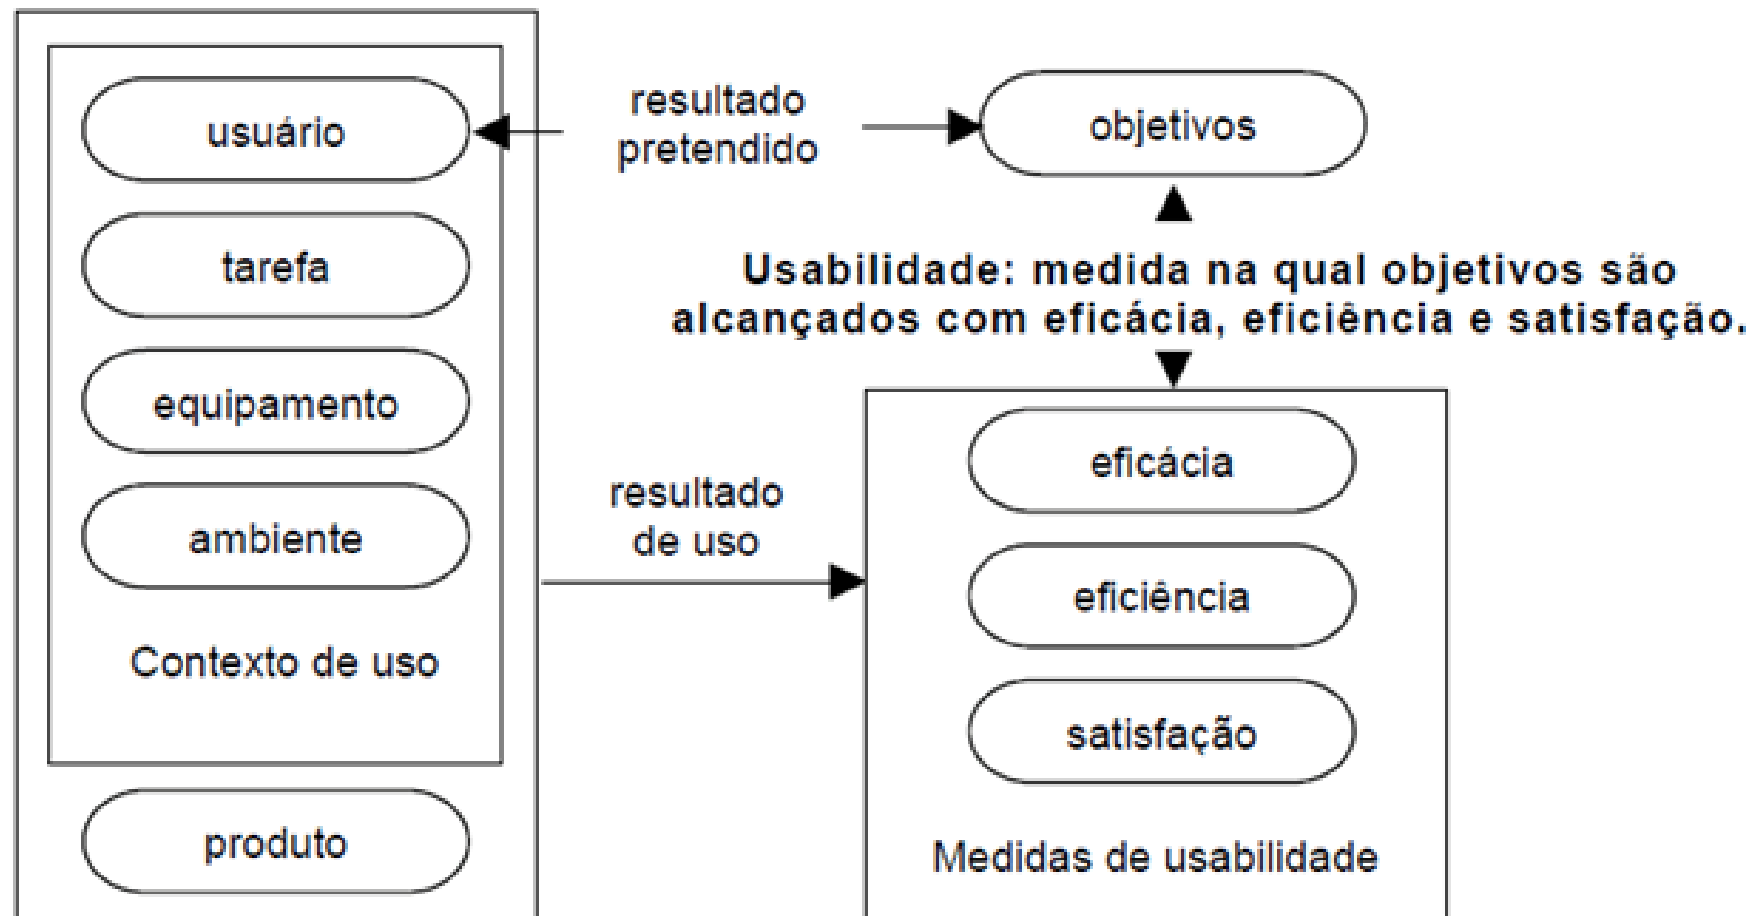 usuário
tarefa
equipamento
ambiente
Contexto de uso
produto
resultado
pretendido
objetivos
Usabilidade: medida na qual objetivos são
alcançados com eficácia, eficiência e satisfação.
resultado
de uso
eficácia
eficiência
satisfação
Medidas de usabilidade